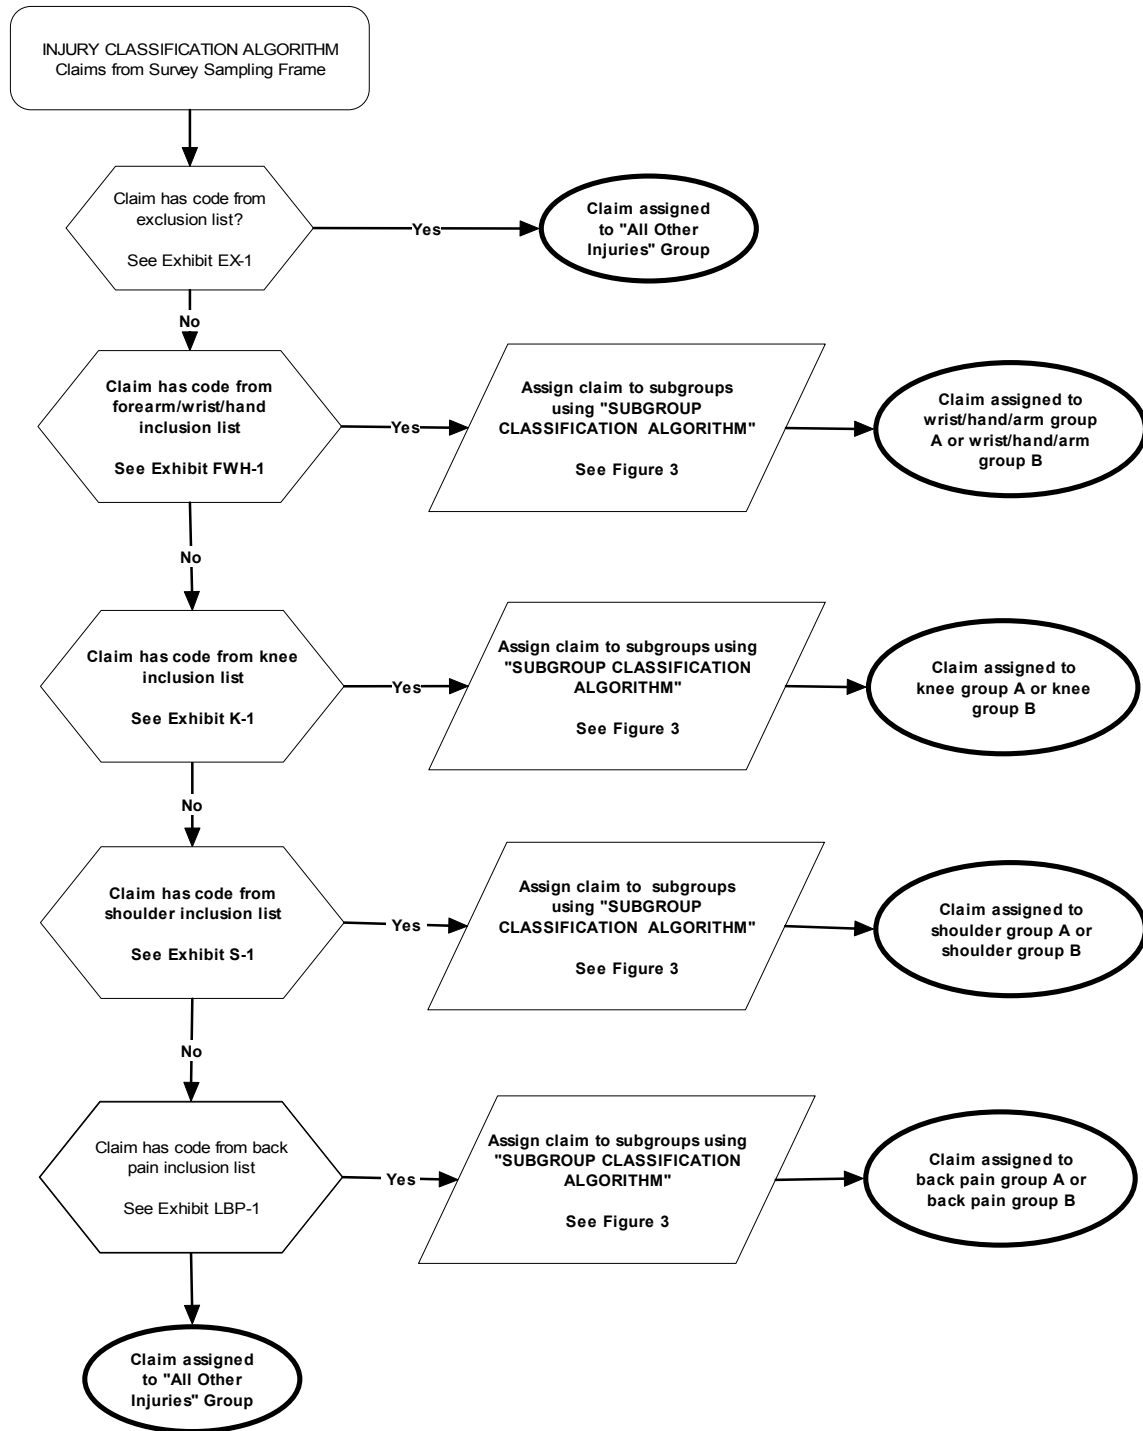 INJURY CLASSIFICATION ALGORITHM
Claims from Survey Sampling Frame
Claim has code from
exclusion list?
See Exhibit EX-1
Yes
Claim assigned
to "All Other
Injuries" Group
No
Claim has code from
forearm/wrist/hand
inclusion list
See Exhibit FWH-1
Yes
Assign claim to subgroups
using "SUBGROUP
CLASSIFICATION ALGORITHM"
See Figure 3
Claim assigned to
wrist/hand/arm group
A or wrist/hand/arm
group B
No
Claim has code from knee
inclusion list
See Exhibit K-1
Yes
Assign claim to subgroups using
"SUBGROUP CLASSIFICATION
ALGORITHM"
See Figure 3
Claim assigned to
knee group A or knee
group B
No
Claim has code from
shoulder inclusion list
See Exhibit S-1
Yes
Assign claim to subgroups
using "SUBGROUP
CLASSIFICATION ALGORITHM"
See Figure 3
Claim assigned to
shoulder group A or
shoulder group B
No
Claim has code from back
pain inclusion list
See Exhibit LBP-1
Yes
Assign claim to subgroups using
"SUBGROUP CLASSIFICATION
ALGORITHM"
See Figure 3
Claim assigned to
back pain group A or
back pain group B
Claim assigned
to "All Other
Injuries" Group